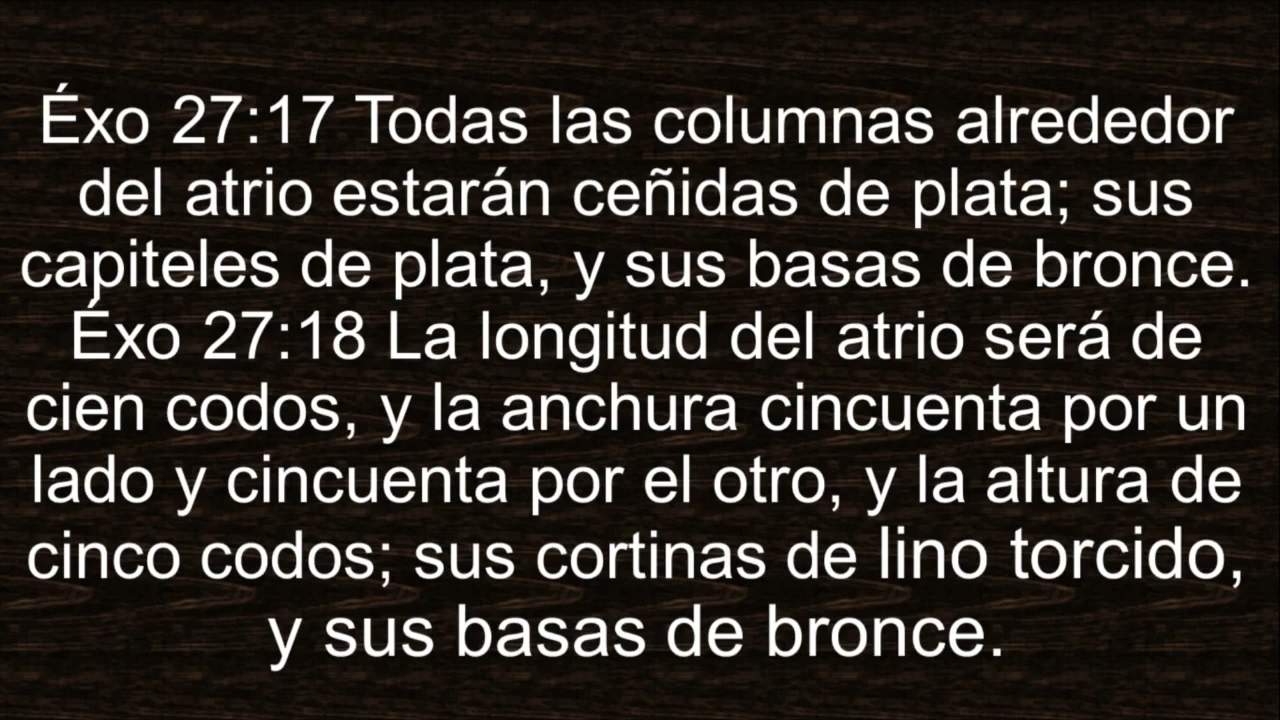 Éxo 27:17 Todas las columnas alrededor
del atrio estarán ceñidas de plata; sus
capiteles de plata, y sus basas de bronce.
Éxo 27:18 La longitud del atrio será de
cien codos, y la anchura cincuenta por un
lado y cincuenta por el otro, y la altura de
cinco codos; sus cortinas de lino torcido,
y sus basas de bronce.